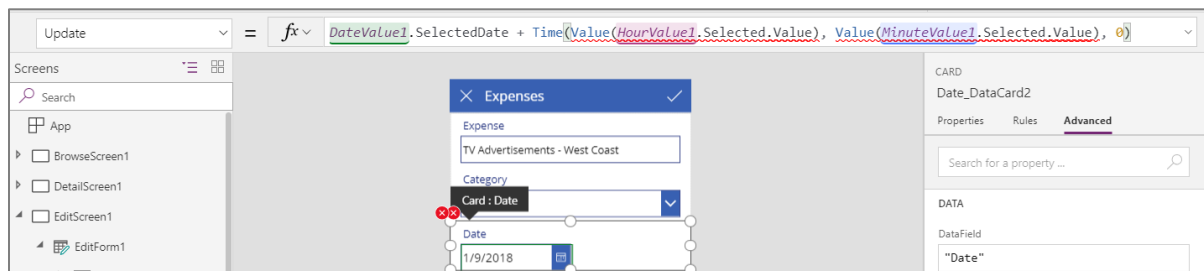 Update = fx DateValue1.SelectedDate + Time(Value(HourValue1.Selected.Value), Value(MinuteValue1.Selected.Value), 0)
Screens
Search
App
BrowseScreen1
DetailScreen1
EditScreen1
EditForm1
Expenses
Expense
TV Advertisements - West Coast
Category
Card : Date
Date
1/9/2018
CARD
Date_DataCard2
Properties Rules Advanced
Search for a property ...
DATA
DataField
"Date"